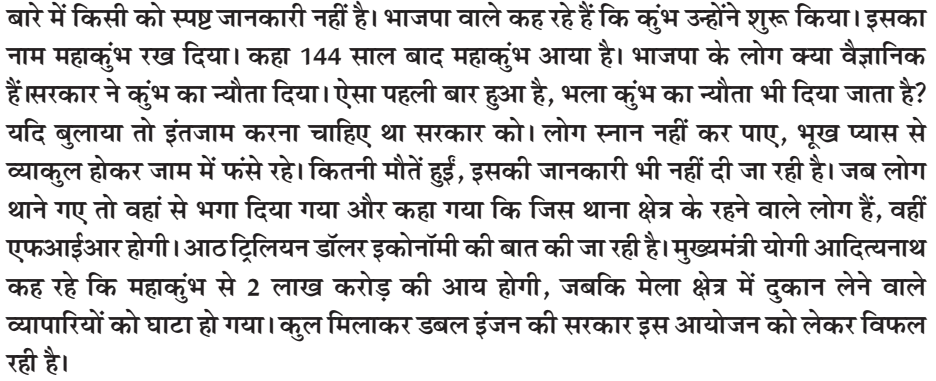 बारे में किसी को स्पष्ट जानकारी नहीं है। भाजपा वाले कह रहे हैं कि कुंभ उन्होंने शुरू किया। इसका
नाम महाकुंभ रख दिया। कहा 144 साल बाद महाकुंभ आया है। भाजपा के लोग क्या वैज्ञानिक
हैं।सरकार ने कुंभ का न्यौता दिया। ऐसा पहली बार हुआ है, भला कुंभ का न्यौता भी दिया जाता है?
यदि बुलाया तो इंतजाम करना चाहिए था सरकार को। लोग स्नान नहीं कर पाए, भूख प्यास से
व्याकुल होकर जाम में फंसे रहे। कितनी मौतें हुईं, इसकी जानकारी भी नहीं दी जा रही है। जब लोग
थाने गए तो वहां से भगा दिया गया और कहा गया कि जिस थाना क्षेत्र के रहने वाले लोग हैं, वहीं
एफआईआर होगी। आठ ट्रिलियन डॉलर इकोनॉमी की बात की जा रही है। मुख्यमंत्री योगी आदित्यनाथ
कह रहे कि महाकुंभ से 2 लाख करोड़ की आय होगी, जबकि मेला क्षेत्र में दुकान लेने वाले
व्यापारियों को घाटा हो गया। कुल मिलाकर डबल इंजन की सरकार इस आयोजन को लेकर विफल
रही है।